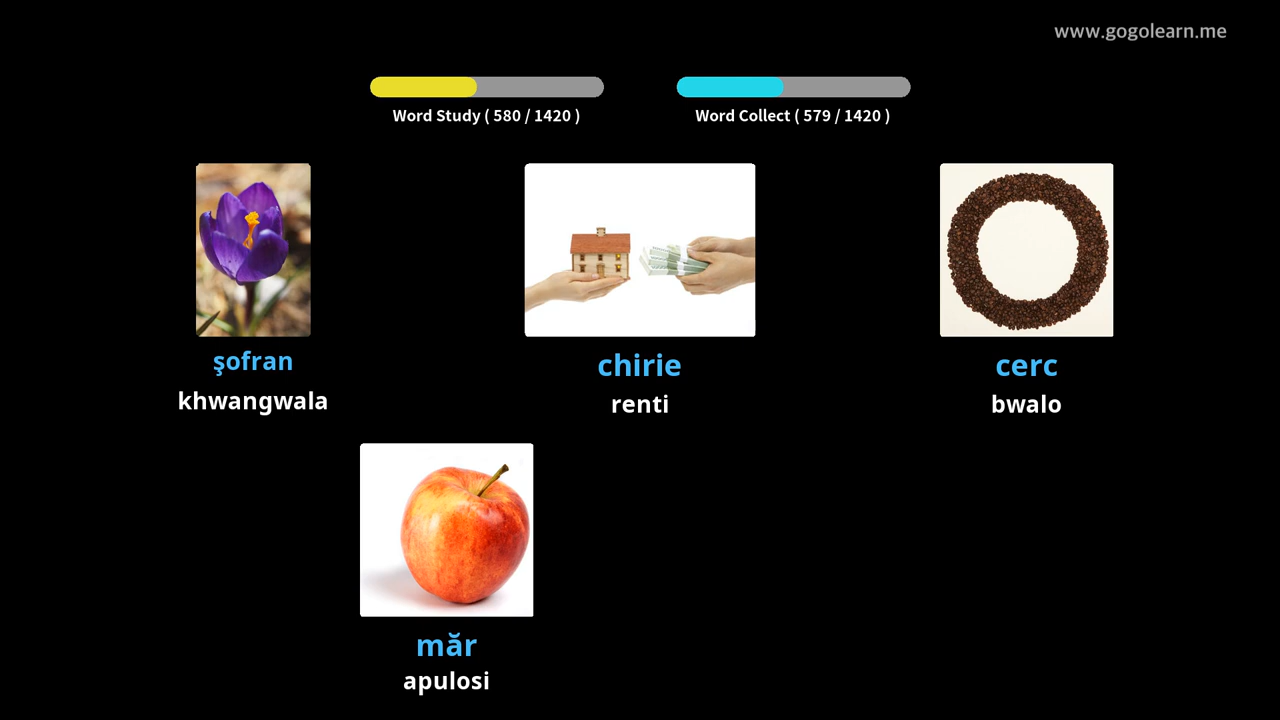 www.gogolearn.me
Word Study ( 580 / 1420 )
Word Collect ( 579 / 1420 )
şofran
khwangwala
chirie
renti
cerc
bwalo
măr
apulosi